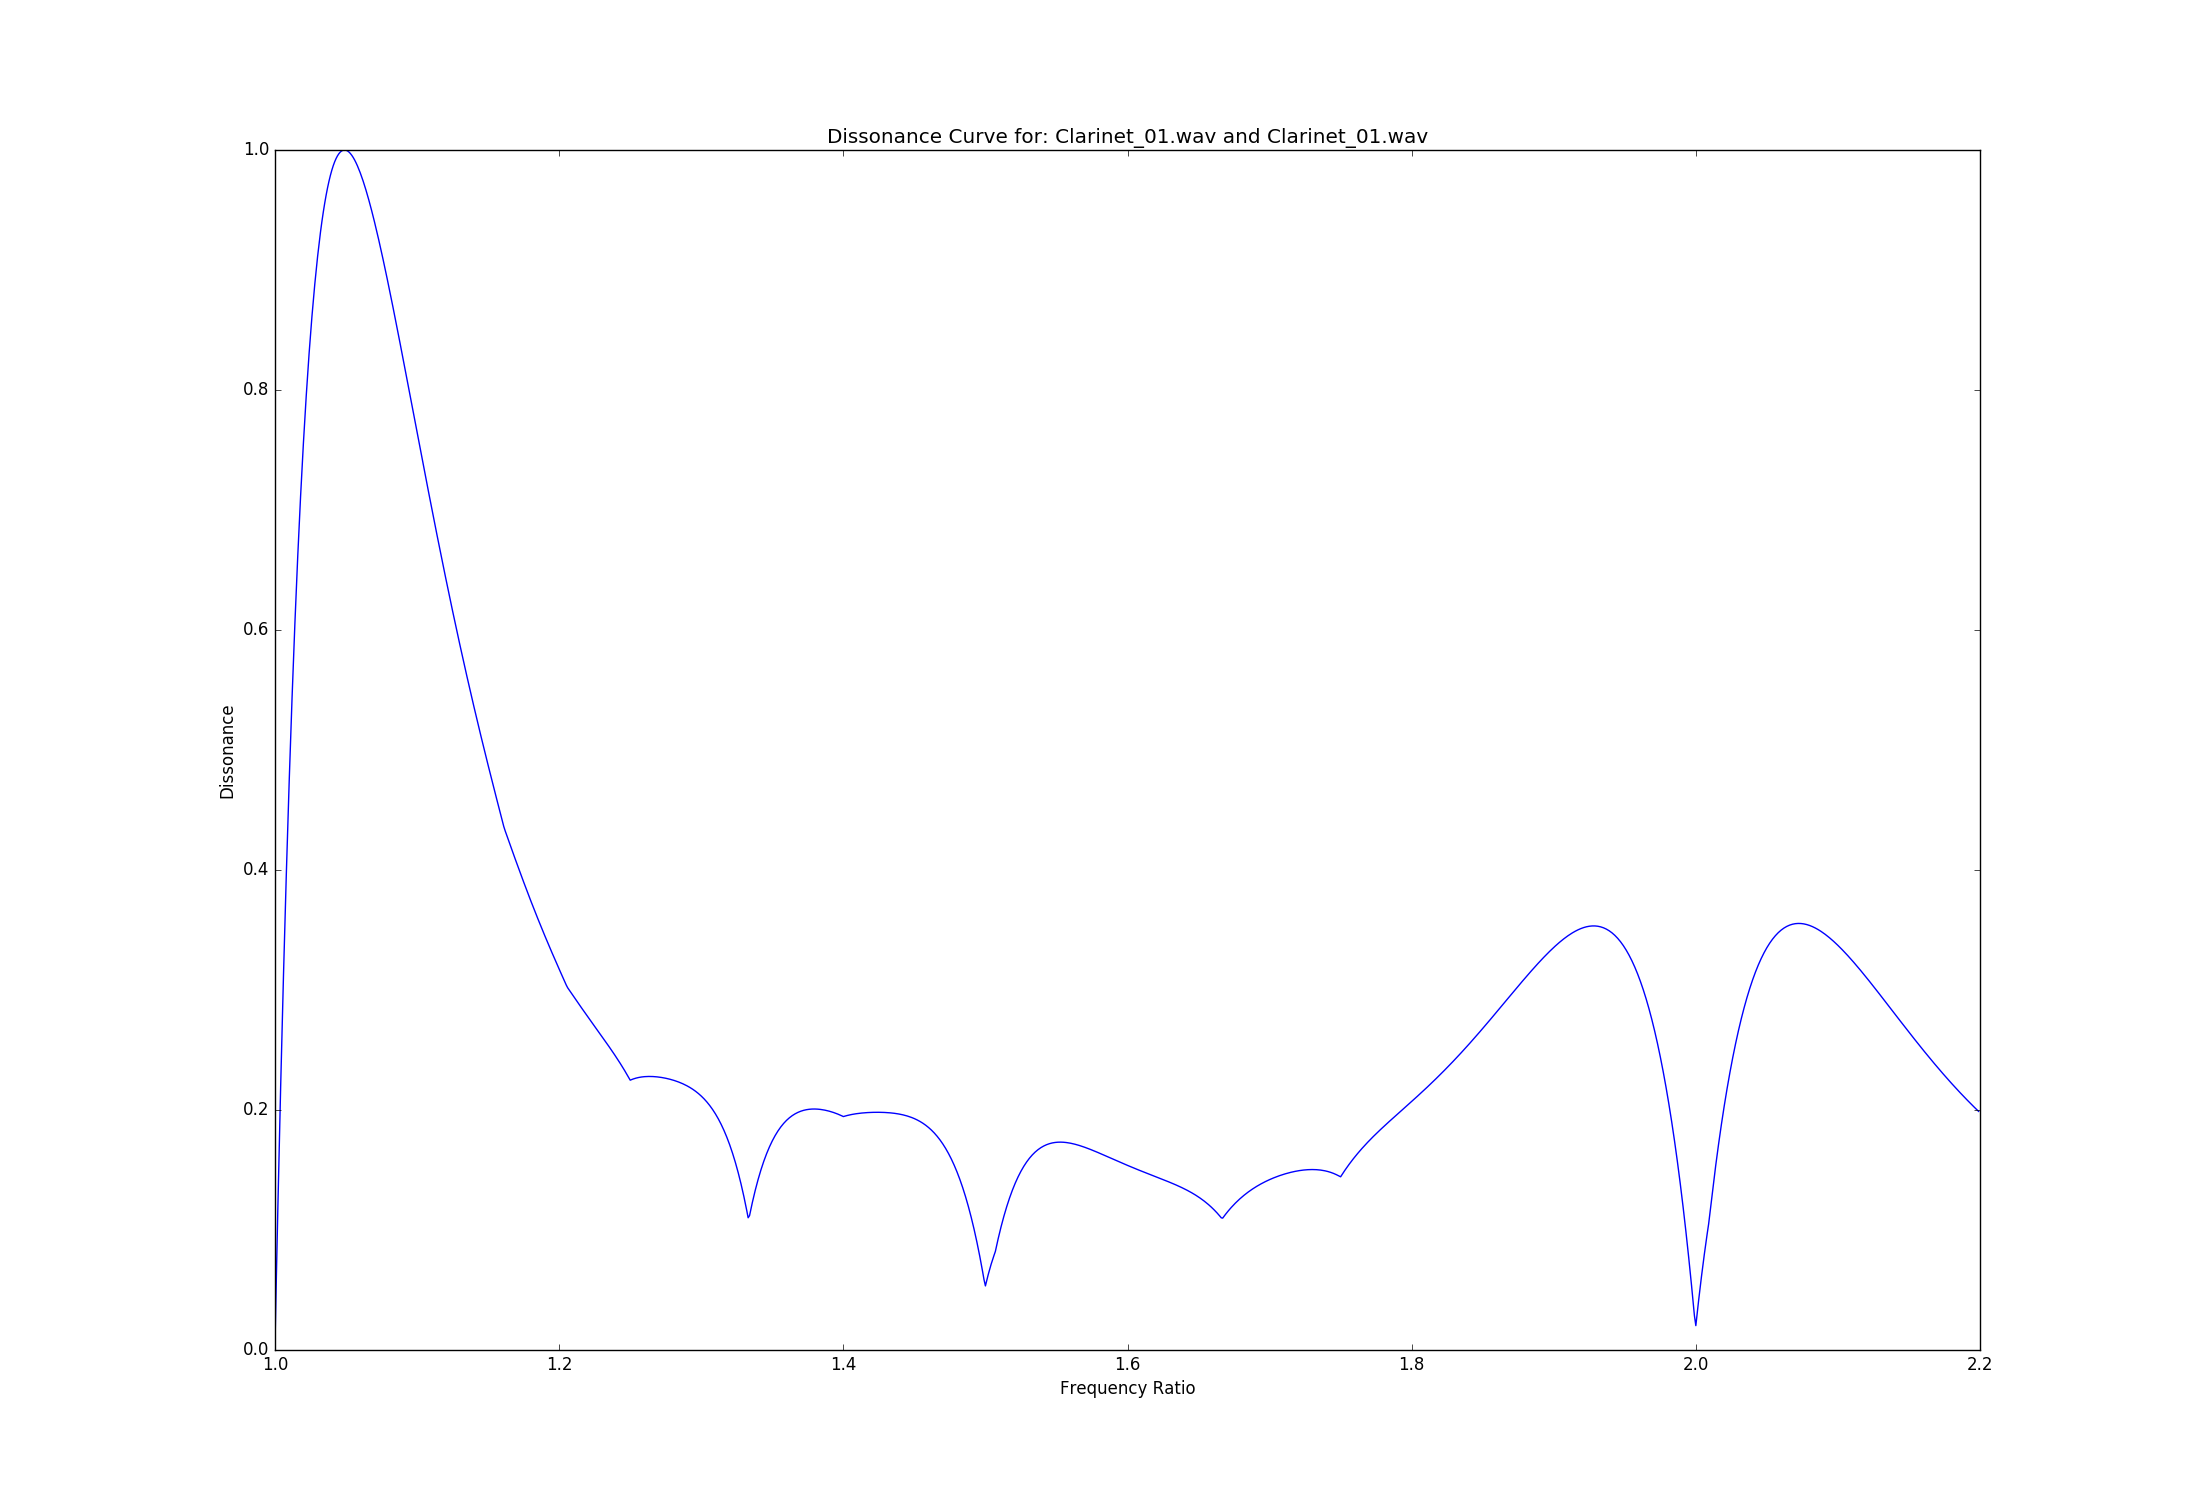 Dissonance Curve for: Clarinet_01.wav and Clarinet_01.wav
1.0
0.8
0.6
0.4
0.2
0.0
Dissonance
1.0 1.2 1.4 1.6 1.8 2.0 2.2
Frequency Ratio